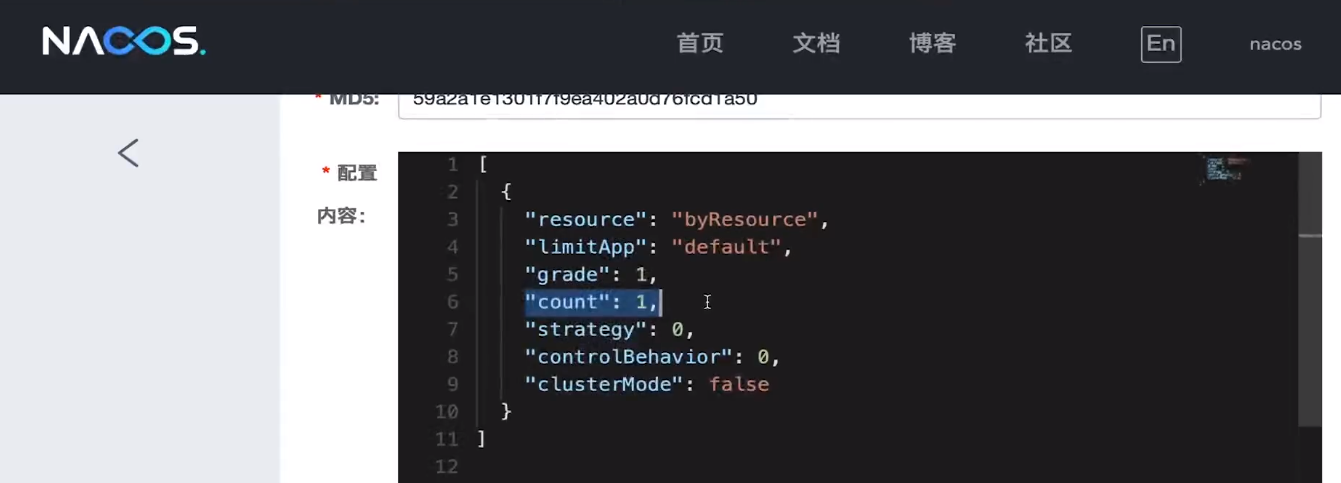 NACOS.
首页 文档 博客 社区 En nacos
* MD5: 59a2a1e1301f7f9ea402a0d76fcd1a50
* 配置
内容:
1 [
2 {
3 "resource": "byResource",
4 "limitApp": "default",
5 "grade": 1,
6 "count": 1,
7 "strategy": 0,
8 "controlBehavior": 0,
9 "clusterMode": false
10 }
11 ]
12